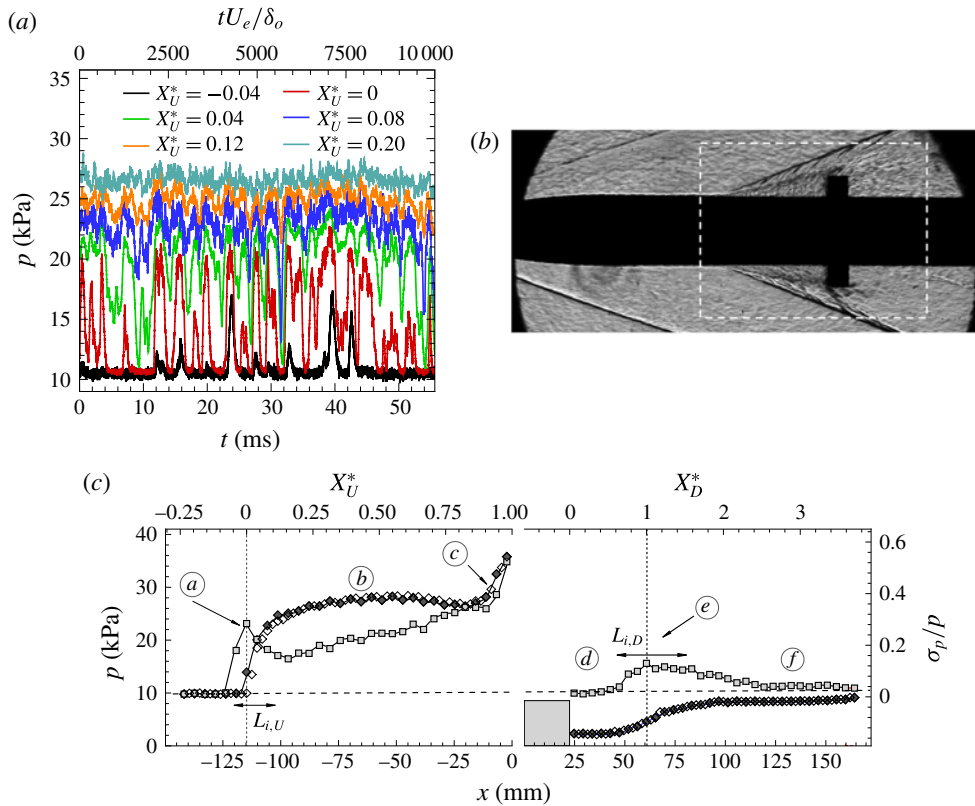 (a)
tU_e/δ_o
0 2500 5000 7500 10 000
35
30
25
20
15
10
p (kPa)
X*_U = −0.04
X*_U = 0
X*_U = 0.04
X*_U = 0.08
X*_U = 0.12
X*_U = 0.20
0 10 20 30 40 50
t (ms)
(b)
(c)
X*_U
X*_D
−0.25 0 0.25 0.50 0.75 1.00
0 1 2 3
40
30
20
10
0
p (kPa)
a
b
c
d
e
f
L_{i,U}
L_{i,D}
0.6
0.4
0.2
0
σ_p/p
−125 −100 −75 −50 −25 0
25 50 75 100 125 150
x (mm)